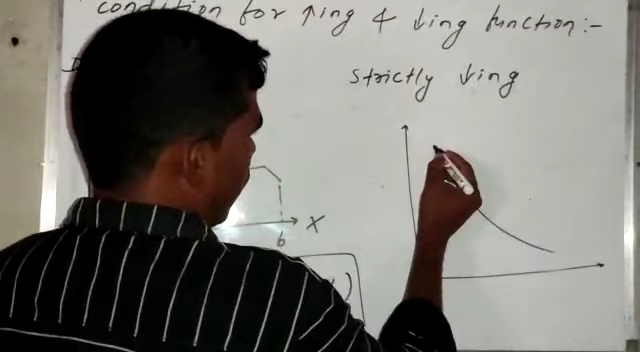 condition for ↑ing & ↓ing function:-
Strictly ↓ing
X
b
)